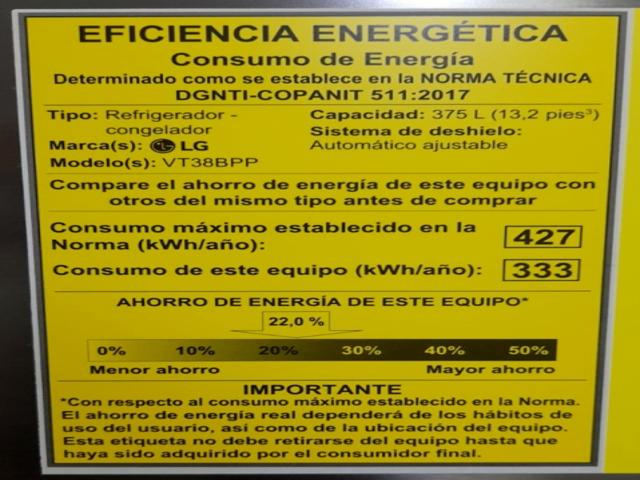 EFICIENCIA ENERGÉTICA
Consumo de Energía
Determinado como se establece en la NORMA TÉCNICA
DGNTI-COPANIT 511:2017
Tipo: Refrigerador -
congelador
Marca(s): LG
Modelo(s): VT38BPP
Capacidad: 375 L (13,2 pies³)
Sistema de deshielo:
Automático ajustable
Compare el ahorro de energía de este equipo con
otros del mismo tipo antes de comprar
Consumo máximo establecido en la
Norma (kWh/año):
427
Consumo de este equipo (kWh/año): 333
AHORRO DE ENERGÍA DE ESTE EQUIPO*
22,0 %
0% 10% 20% 30% 40% 50%
Menor ahorro Mayor ahorro
IMPORTANTE
*Con respecto al consumo máximo establecido en la Norma.
El ahorro de energía real dependerá de los hábitos de
uso del usuario, así como de la ubicación del equipo.
Esta etiqueta no debe retirarse del equipo hasta que
haya sido adquirido por el consumidor final.